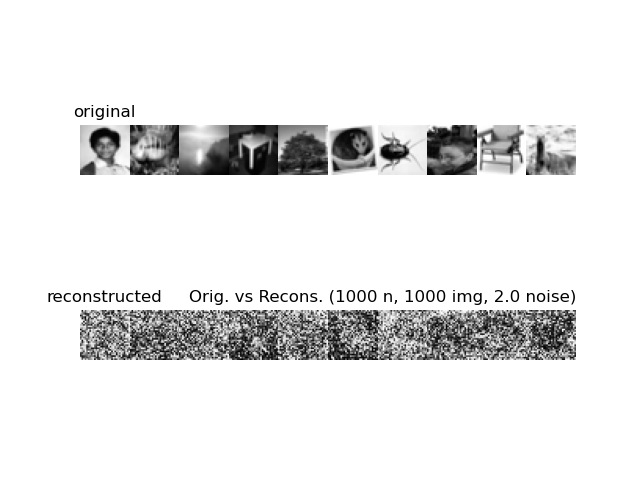 original
reconstructed
Orig. vs Recons. (1000 n, 1000 img, 2.0 noise)